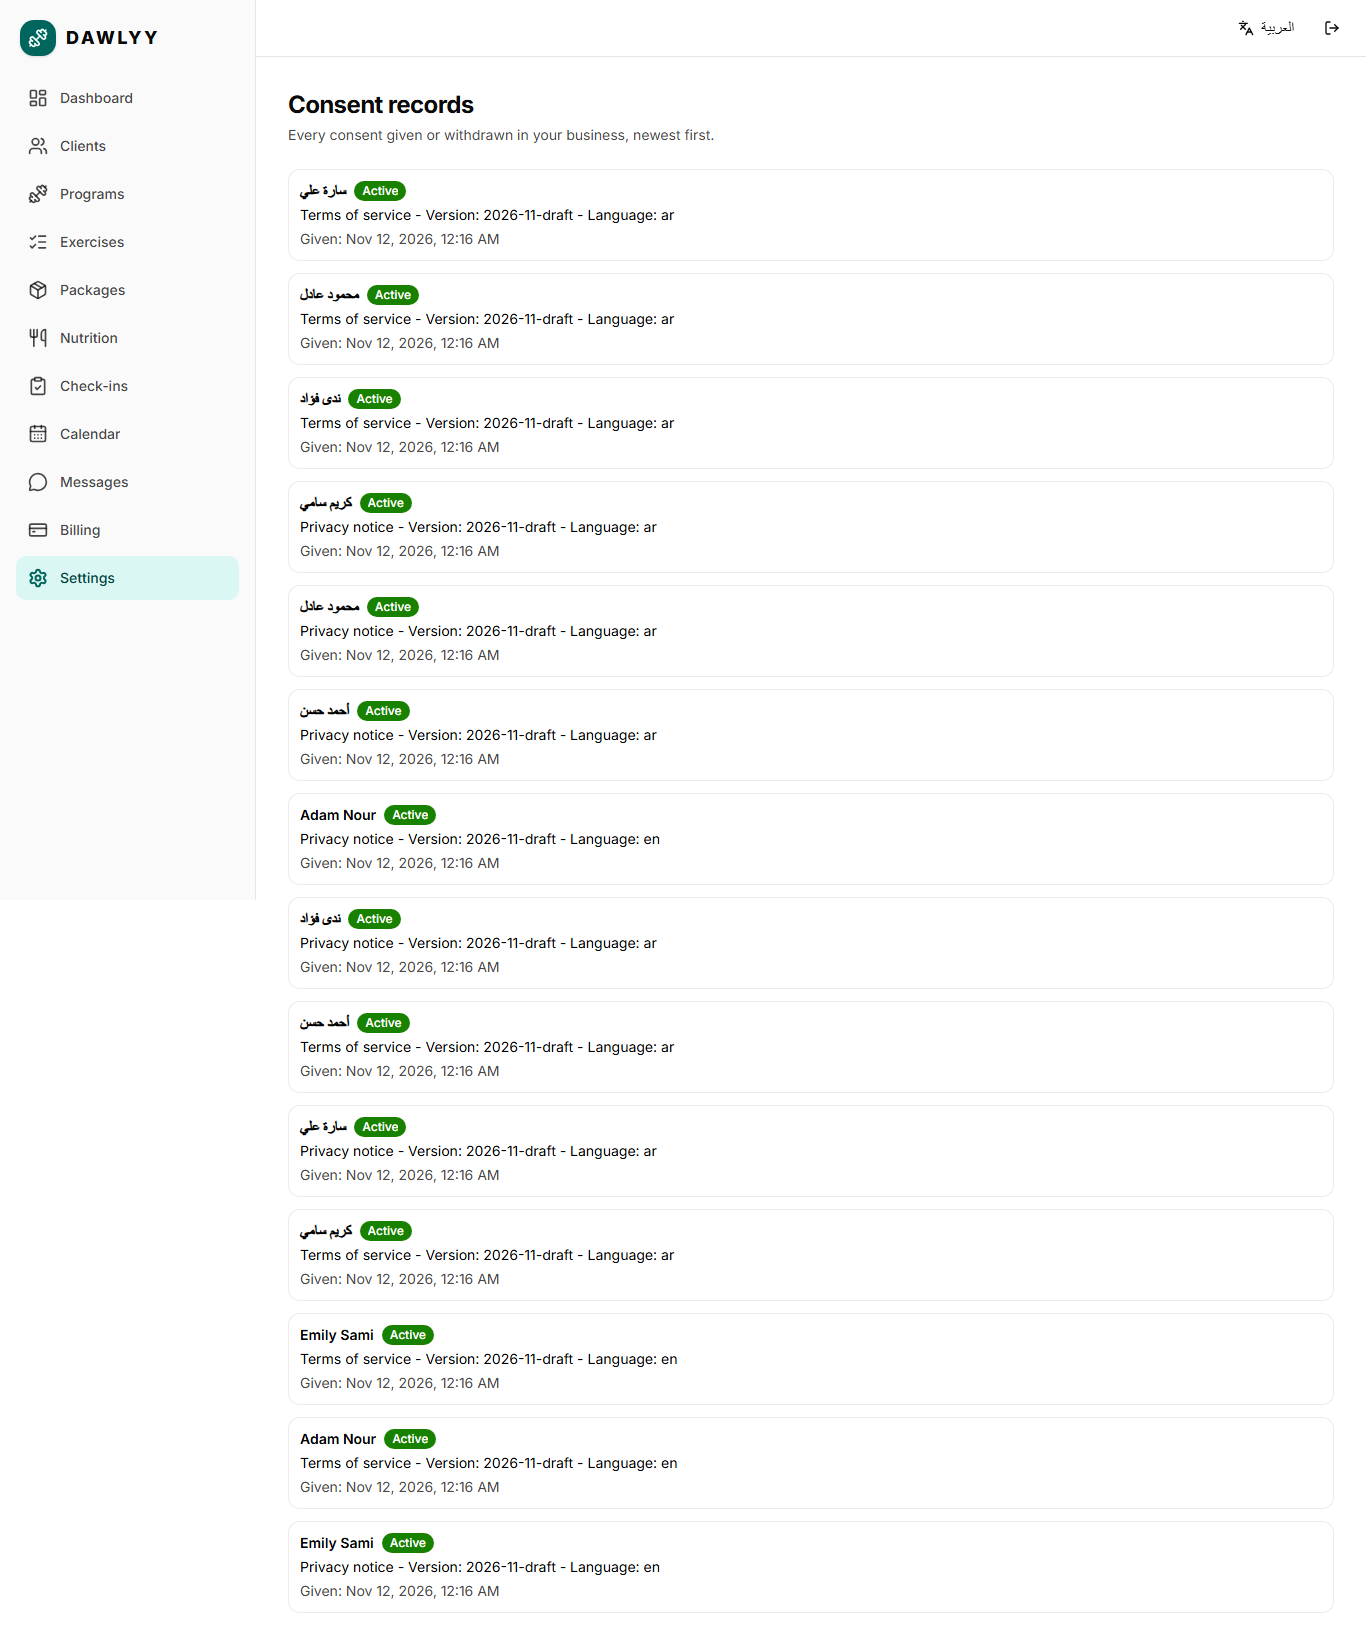 DAWLYY
العربية
Dashboard
Clients
Programs
Exercises
Packages
Nutrition
Check-ins
Calendar
Messages
Billing
Settings
Consent records
Every consent given or withdrawn in your business, newest first.
سارة علي Active
Terms of service - Version: 2026-11-draft - Language: ar
Given: Nov 12, 2026, 12:16 AM
محمود عادل Active
Terms of service - Version: 2026-11-draft - Language: ar
Given: Nov 12, 2026, 12:16 AM
ندى فؤاد Active
Terms of service - Version: 2026-11-draft - Language: ar
Given: Nov 12, 2026, 12:16 AM
كريم سامي Active
Privacy notice - Version: 2026-11-draft - Language: ar
Given: Nov 12, 2026, 12:16 AM
محمود عادل Active
Privacy notice - Version: 2026-11-draft - Language: ar
Given: Nov 12, 2026, 12:16 AM
أحمد حسن Active
Privacy notice - Version: 2026-11-draft - Language: ar
Given: Nov 12, 2026, 12:16 AM
Adam Nour Active
Privacy notice - Version: 2026-11-draft - Language: en
Given: Nov 12, 2026, 12:16 AM
ندى فؤاد Active
Privacy notice - Version: 2026-11-draft - Language: ar
Given: Nov 12, 2026, 12:16 AM
أحمد حسن Active
Terms of service - Version: 2026-11-draft - Language: ar
Given: Nov 12, 2026, 12:16 AM
سارة علي Active
Privacy notice - Version: 2026-11-draft - Language: ar
Given: Nov 12, 2026, 12:16 AM
كريم سامي Active
Terms of service - Version: 2026-11-draft - Language: ar
Given: Nov 12, 2026, 12:16 AM
Emily Sami Active
Terms of service - Version: 2026-11-draft - Language: en
Given: Nov 12, 2026, 12:16 AM
Adam Nour Active
Terms of service - Version: 2026-11-draft - Language: en
Given: Nov 12, 2026, 12:16 AM
Emily Sami Active
Privacy notice - Version: 2026-11-draft - Language: en
Given: Nov 12, 2026, 12:16 AM